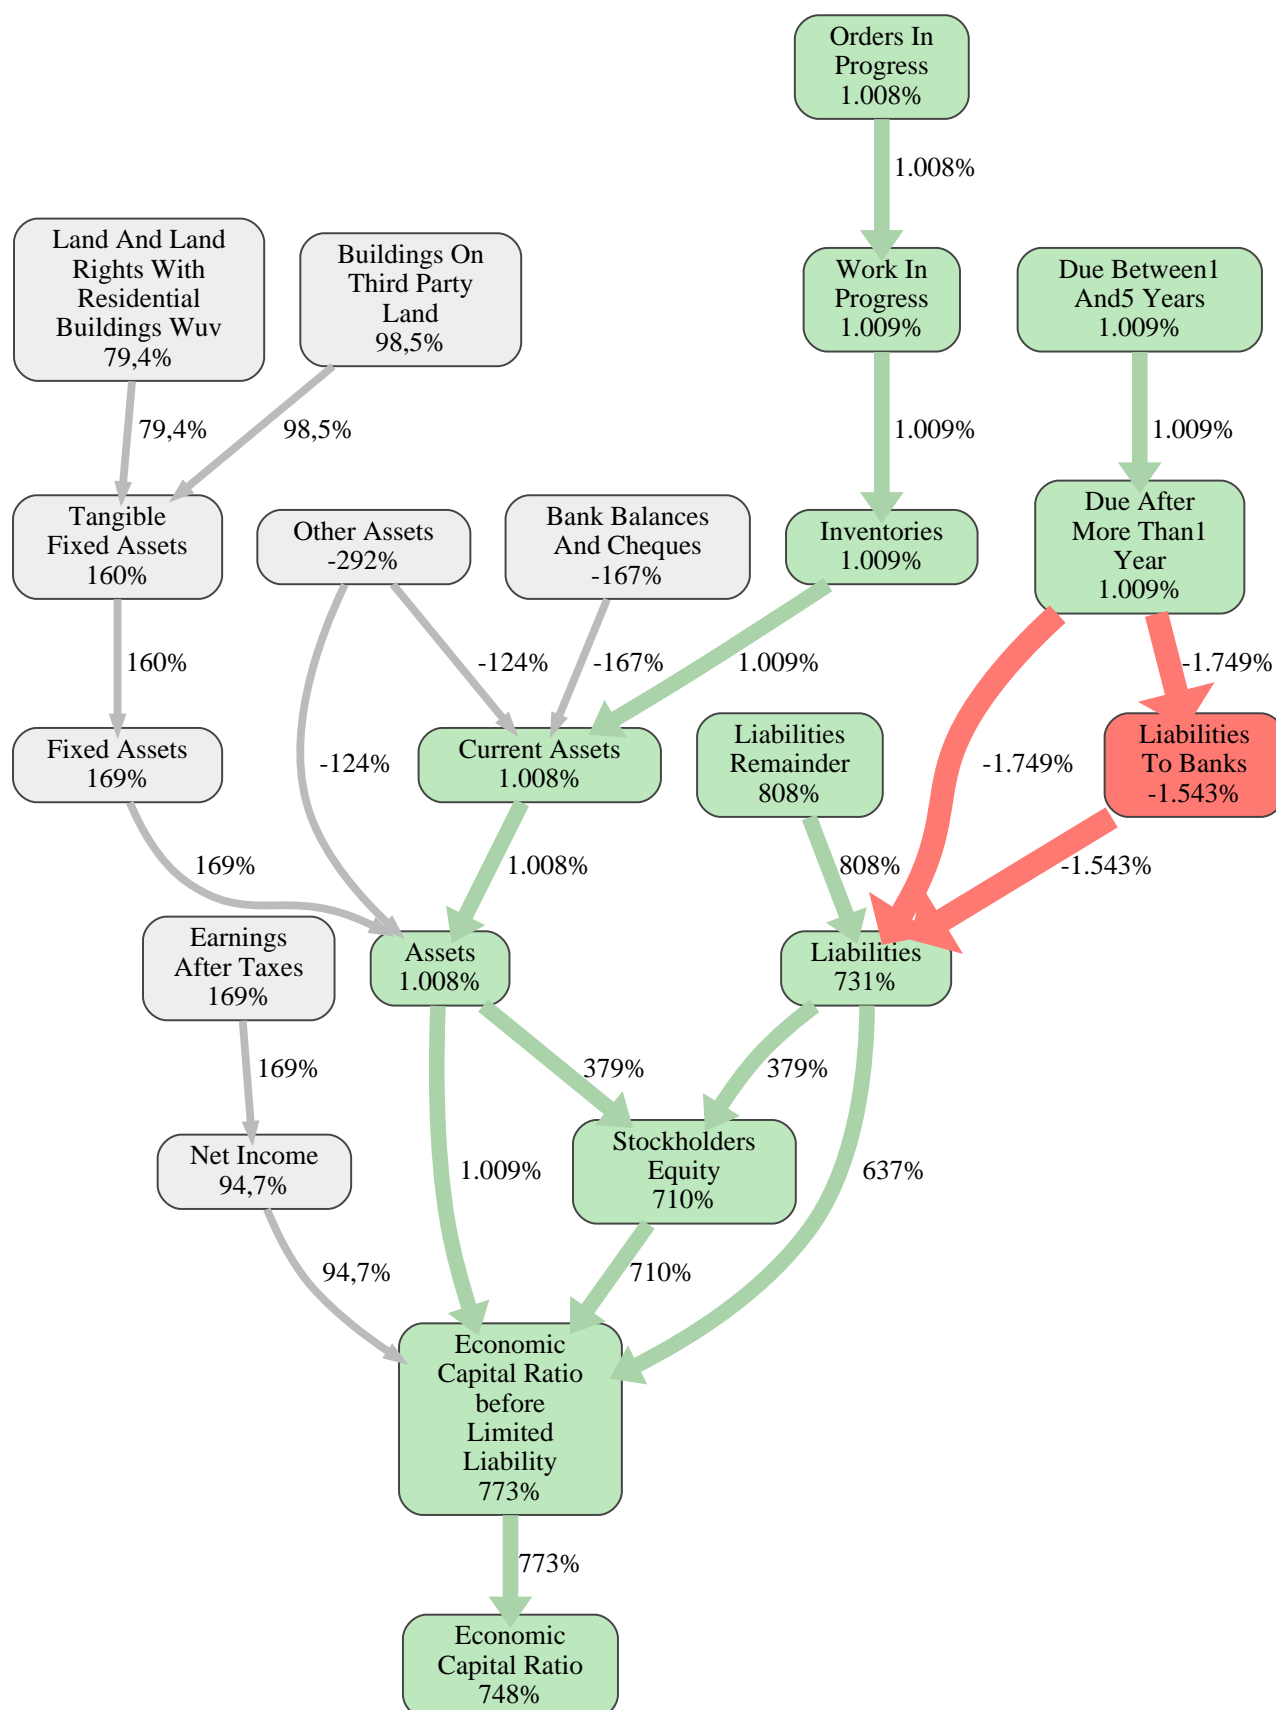 Orders In
Progress
1.008%
1.008%
Land And Land
Rights With
Residential
Buildings Wuv
79,4%
Buildings On
Third Party
Land
98,5%
Work In
Progress
1.009%
Due Between1
And5 Years
1.009%
79,4%
98,5%
1.009%
1.009%
Tangible
Fixed Assets
160%
Other Assets
-292%
Bank Balances
And Cheques
-167%
Inventories
1.009%
Due After
More Than1
Year
1.009%
160%
-124%
-167%
1.009%
-1.749%
Fixed Assets
169%
-124%
Current Assets
1.008%
Liabilities
Remainder
808%
-1.749%
Liabilities
To Banks
-1.543%
169%
1.008%
808%
-1.543%
Earnings
After Taxes
169%
Assets
1.008%
Liabilities
731%
169%
379%
379%
Net Income
94,7%
1.009%
Stockholders
Equity
710%
637%
94,7%
710%
Economic
Capital Ratio
before
Limited
Liability
773%
773%
Economic
Capital Ratio
748%